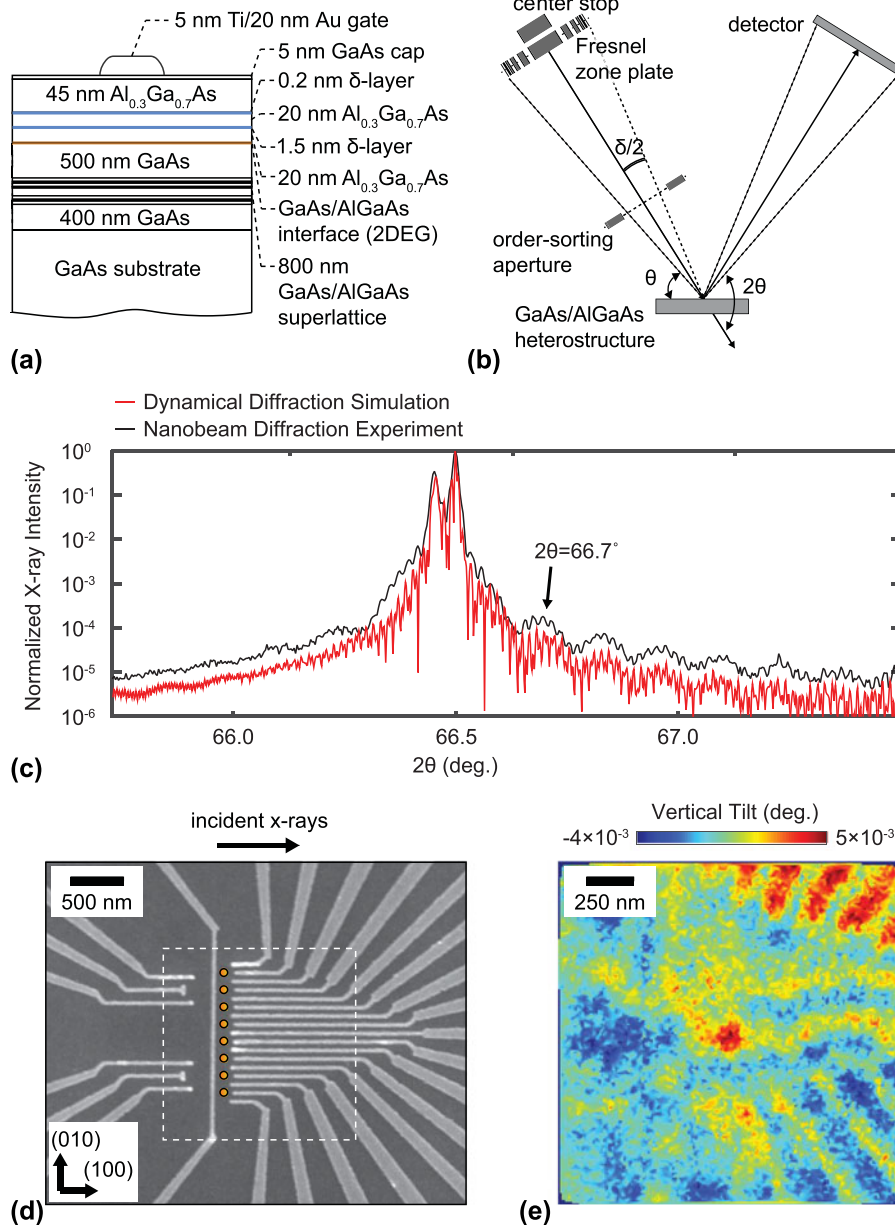 5 nm Ti/20 nm Au gate
5 nm GaAs cap
45 nm Al0.3Ga0.7As
0.2 nm δ-layer
20 nm Al0.3Ga0.7As
1.5 nm δ-layer
500 nm GaAs
20 nm Al0.3Ga0.7As
GaAs/AlGaAs
interface (2DEG)
400 nm GaAs
GaAs substrate
800 nm
GaAs/AlGaAs
superlattice
(a)
center stop
Fresnel
zone plate
detector
δ/2
order-sorting
aperture
θ
2θ
GaAs/AlGaAs
heterostructure
(b)
Dynamical Diffraction Simulation
Nanobeam Diffraction Experiment
Normalized X-ray Intensity
10^0
10^-1
10^-2
10^-3
10^-4
10^-5
10^-6
2θ=66.7°
66.0
66.5
67.0
2θ (deg.)
(c)
incident x-rays
500 nm
(010)
(100)
(d)
Vertical Tilt (deg.)
-4×10^-3
5×10^-3
250 nm
(e)